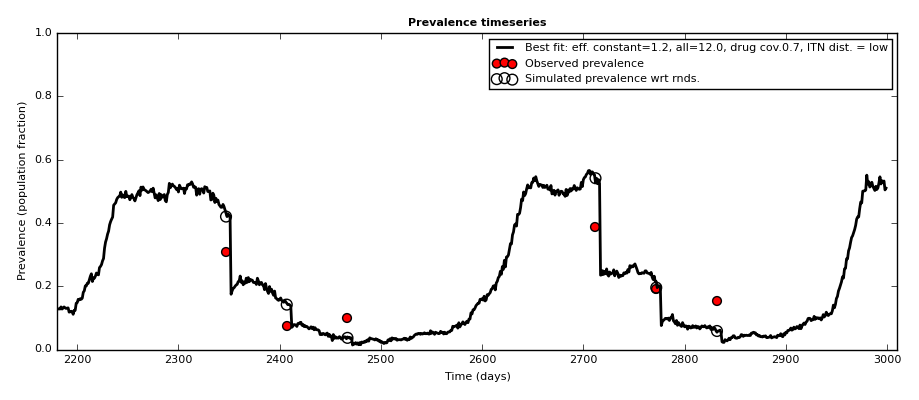 Prevalence timeseries
1.0
0.8
0.6
0.4
0.2
0.0
Prevalence (population fraction)
Best fit: eff. constant=1.2, all=12.0, drug cov.0.7, ITN dist. = low
Observed prevalence
Simulated prevalence wrt rnds.
2200 2300 2400 2500 2600 2700 2800 2900 3000
Time (days)